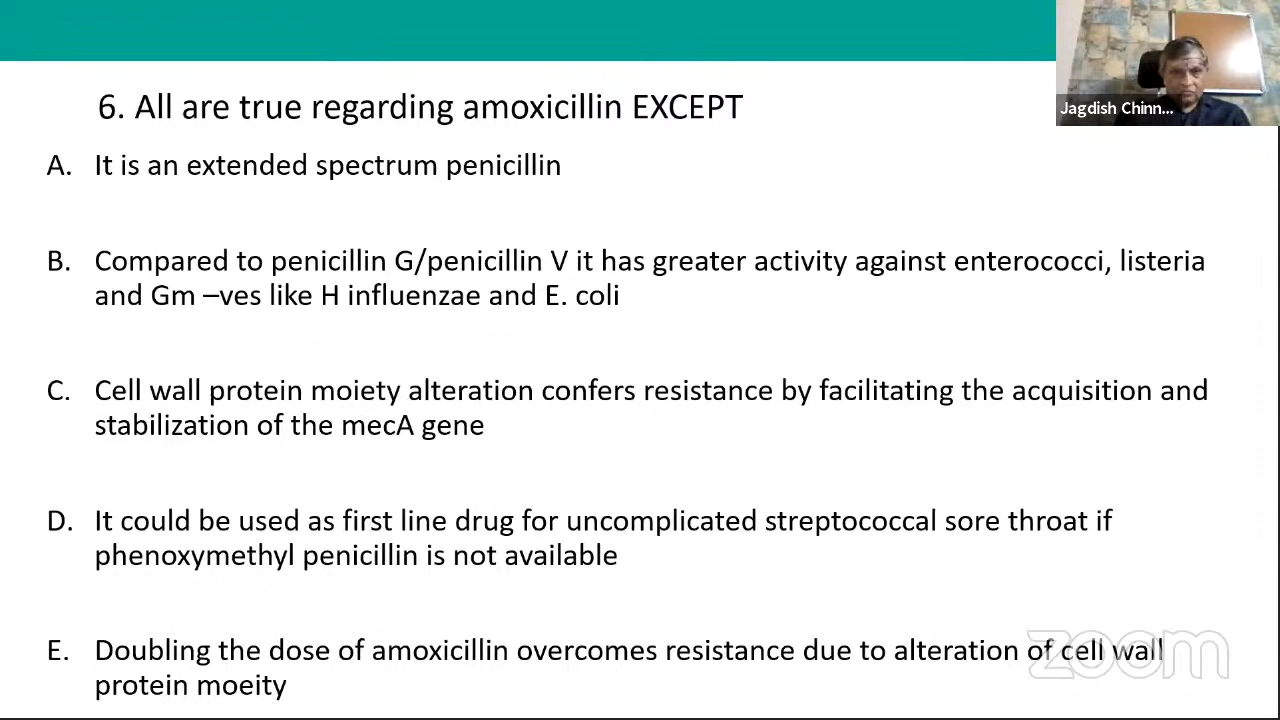 6. All are true regarding amoxicillin EXCEPT
Jagdish Chinn...
A. It is an extended spectrum penicillin
B. Compared to penicillin G/penicillin V it has greater activity against enterococci, listeria
and Gm –ves like H influenzae and E. coli
C. Cell wall protein moiety alteration confers resistance by facilitating the acquisition and
stabilization of the mecA gene
D. It could be used as first line drug for uncomplicated streptococcal sore throat if
phenoxymethyl penicillin is not available
E. Doubling the dose of amoxicillin overcomes resistance due to alteration of cell wall
protein moeity
zoom